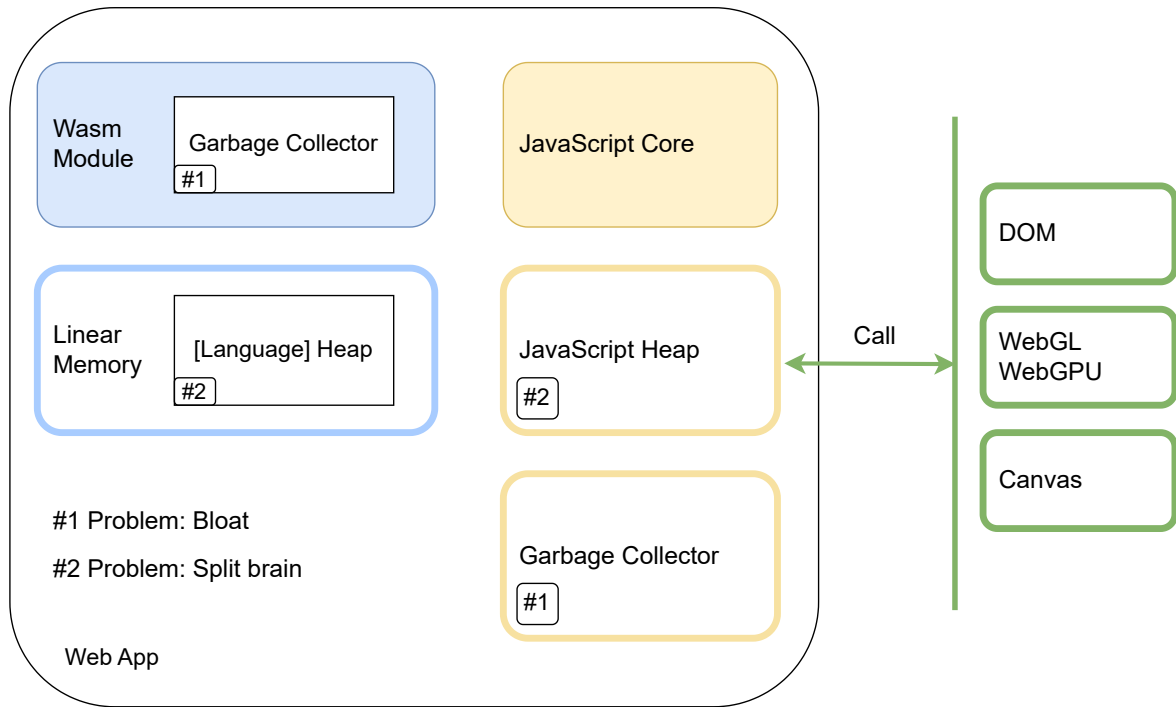 Wasm
Module
Garbage Collector
#1
JavaScript Core
Linear
Memory
[Language] Heap
#2
JavaScript Heap
#2
Call
DOM
WebGL
WebGPU
Canvas
Garbage Collector
#1
#1 Problem: Bloat
#2 Problem: Split brain
Web App